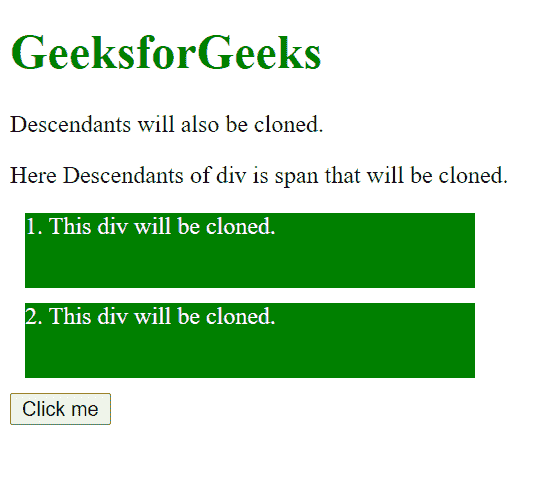 GeeksforGeeks
Descendants will also be cloned.
Here Descendants of div is span that will be cloned.
1. This div will be cloned.
2. This div will be cloned.
Click me